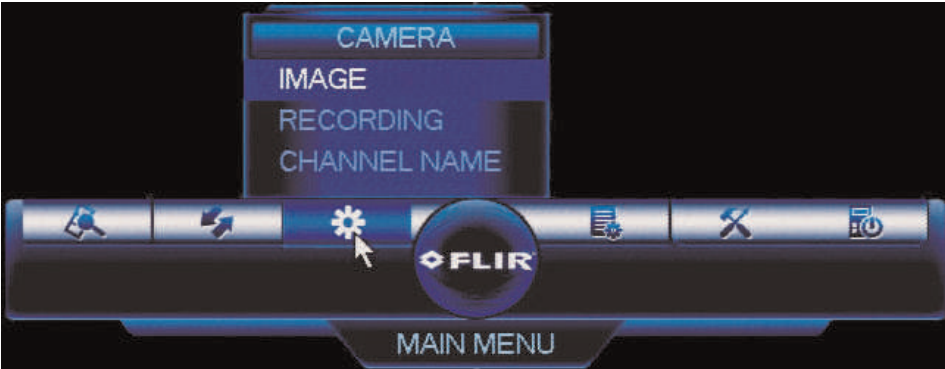 CAMERA
IMAGE
RECORDING
CHANNEL NAME
FLIR
MAIN MENU